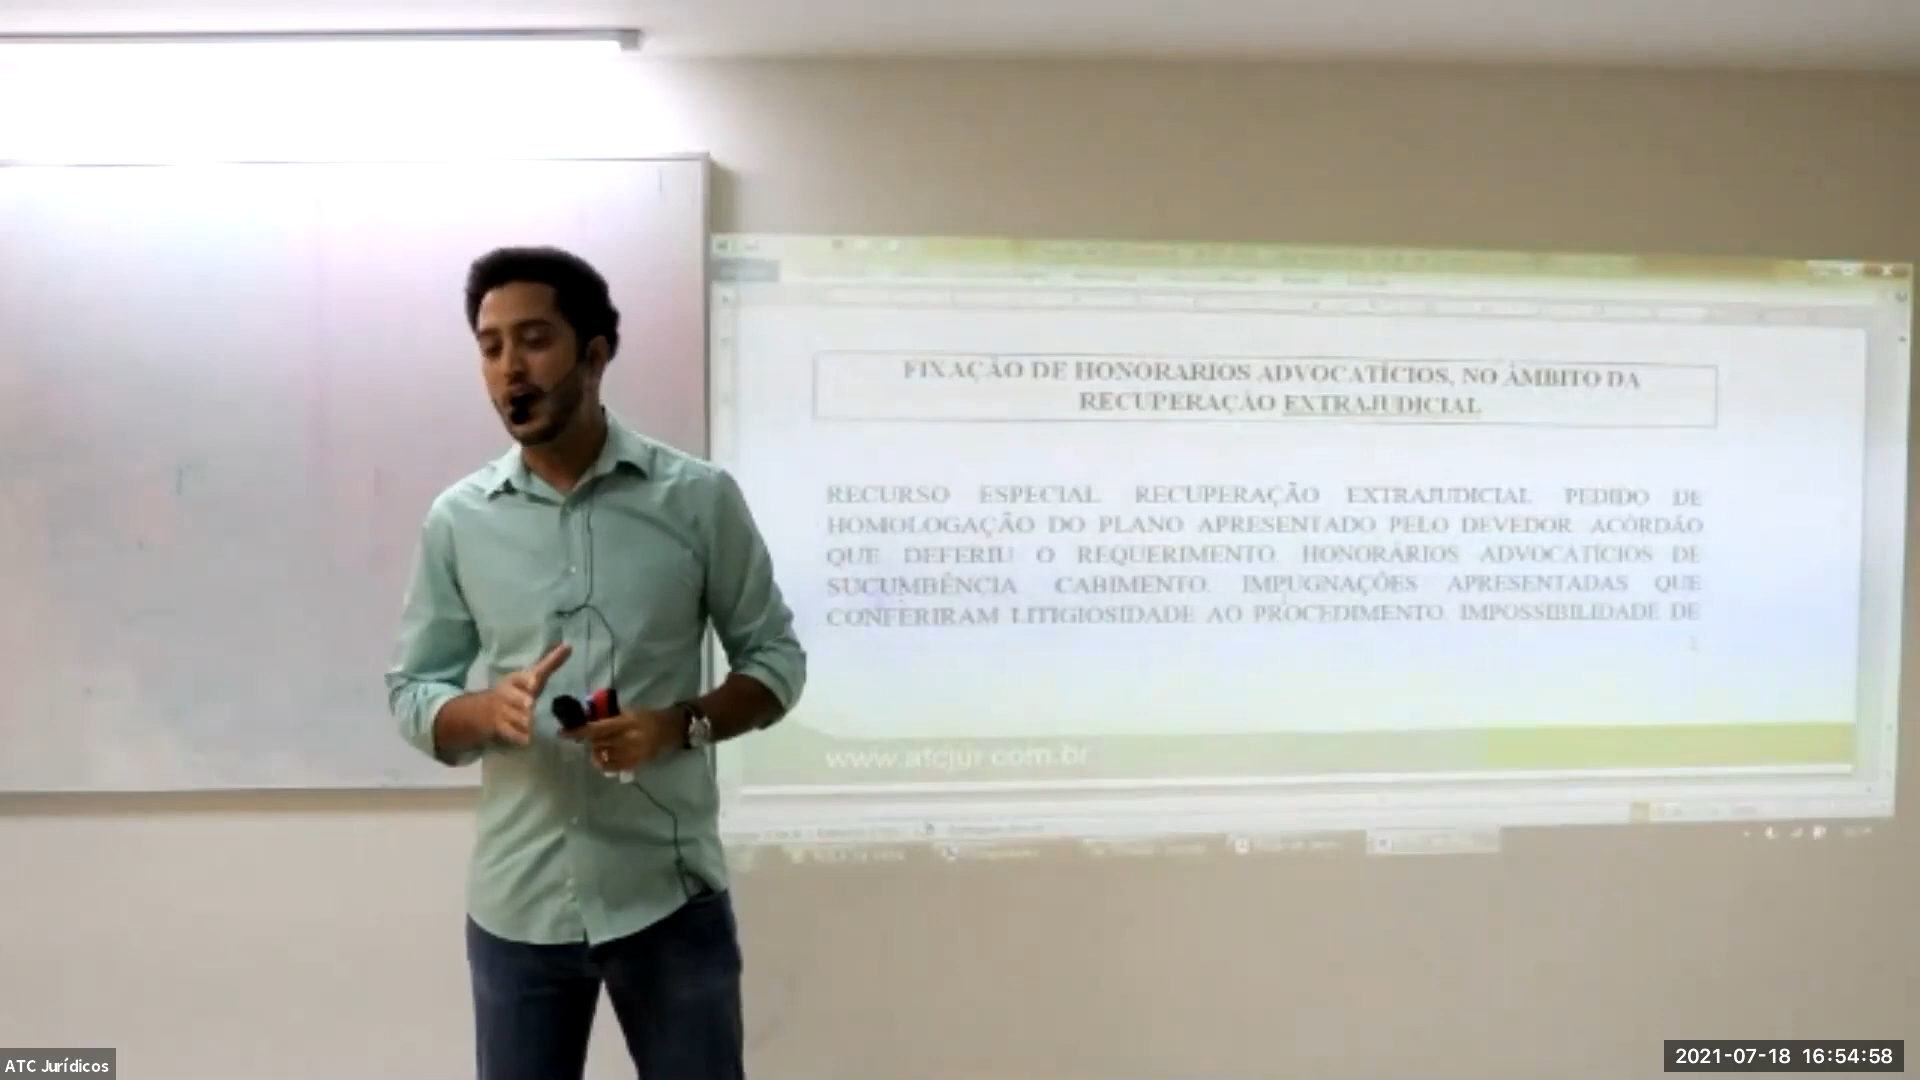 FIXAÇÃO DE HONORARIOS ADVOCATÍCIOS, NO ÂMBITO DA
RECUPERAÇÃO EXTRAJUDICIAL
RECURSO ESPECIAL RECUPERAÇÃO EXTRAJUDICIAL PEDIDO DE
HOMOLOGAÇÃO DO PLANO APRESENTADO PELO DEVEDOR ACÓRDÃO
QUE DEFERIU O REQUERIMENTO. HONORÁRIOS ADVOCATÍCIOS DE
SUCUMBÊNCIA CABIMENTO. IMPUGNAÇÕES APRESENTADAS QUE
CONFERIRAM LITIGIOSIDADE AO PROCEDIMENTO. IMPOSSIBILIDADE DE
www.atcjur.com.br
ATC Jurídicos
2021-07-18 16:54:58